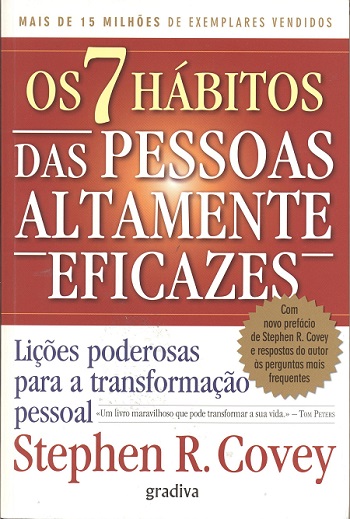 MAIS DE 15 MILHÕES DE EXEMPLARES VENDIDOS
OS 7 HÁBITOS
DAS PESSOAS
ALTAMENTE
EFICAZES
Com
novo prefácio
de Stephen R. Covey
e respostas do autor
às perguntas mais
frequentes
Lições poderosas
para a transformação
pessoal «Um livro maravilhoso que pode transformar a sua vida.» — TOM PETERS
Stephen R. Covey
gradiva